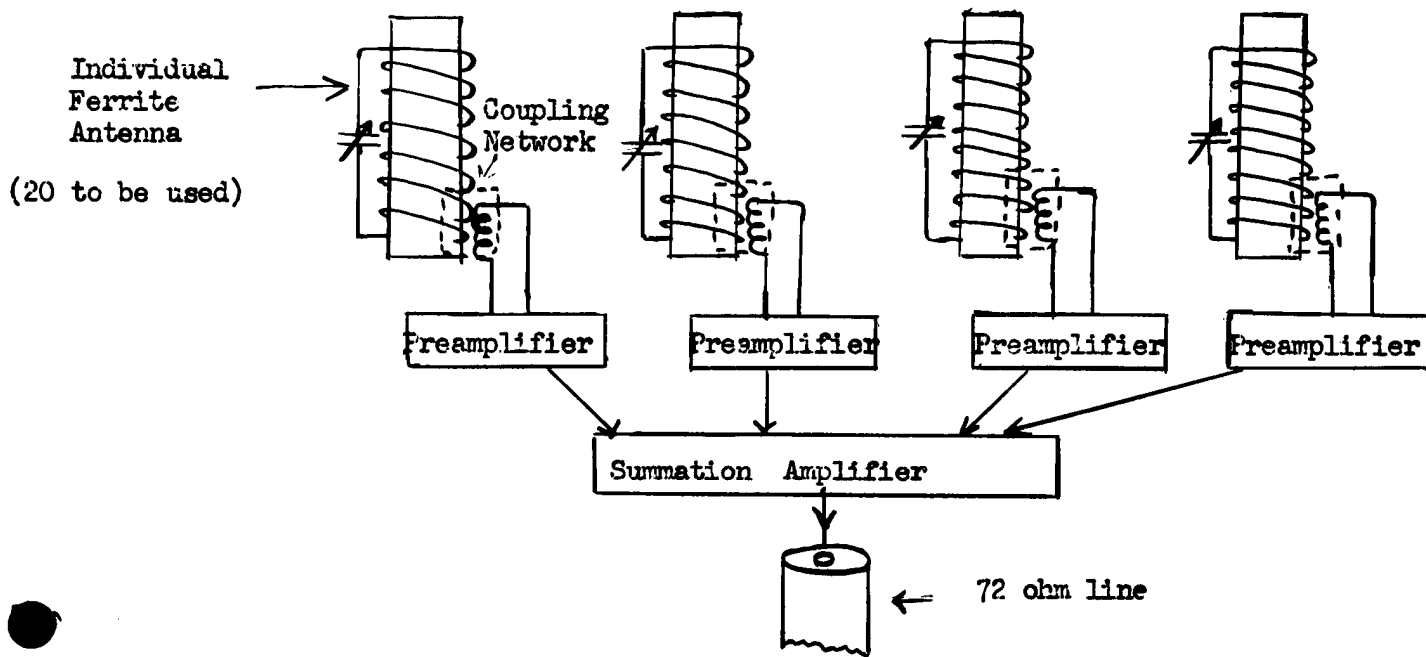 Individual
Ferrite
Antenna
(20 to be used)
Coupling
Network
Preamplifier
Preamplifier
Preamplifier
Preamplifier
Summation Amplifier
72 ohm line